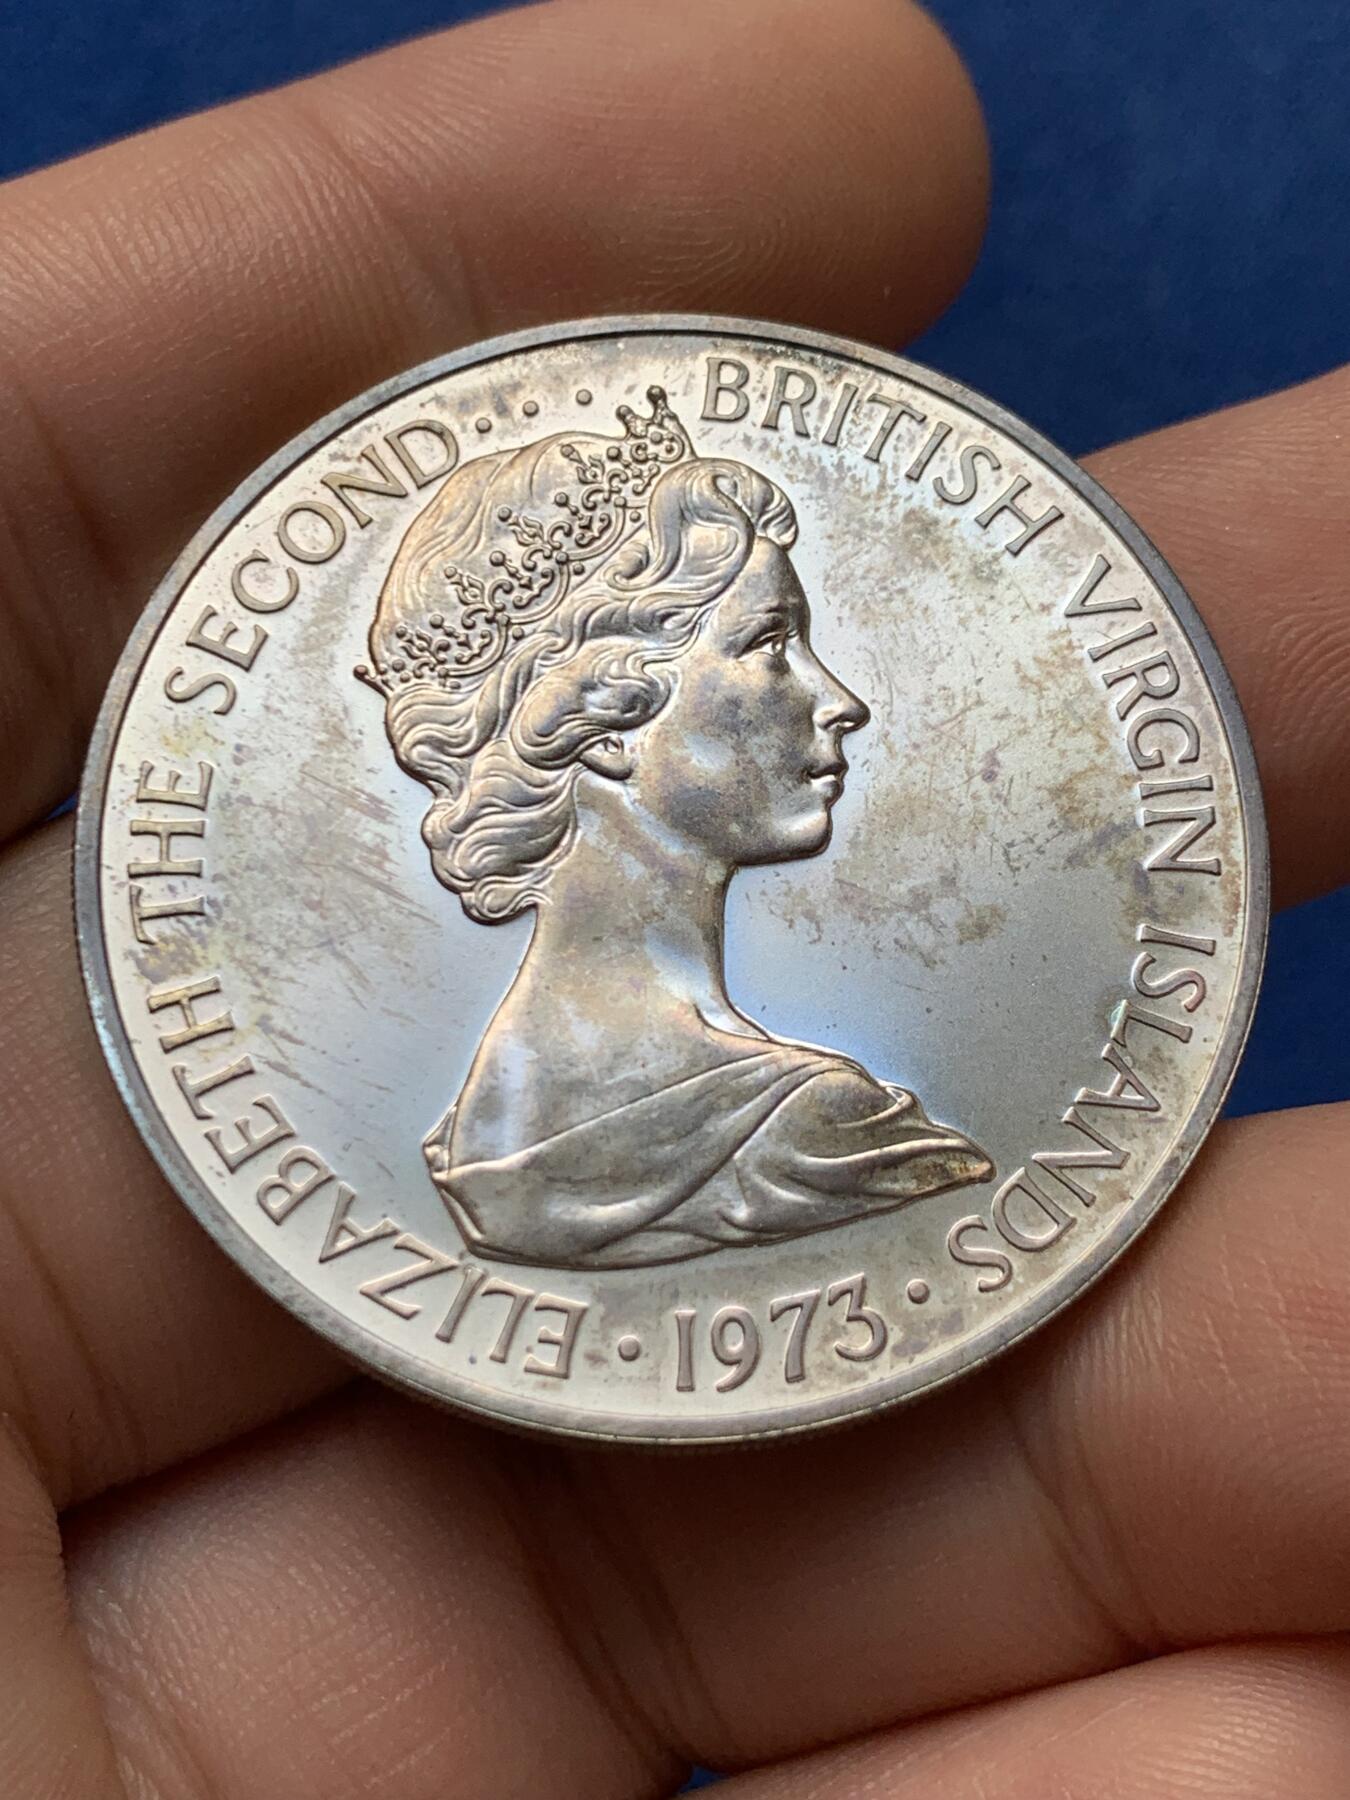 ELIZABETH THE SECOND.... BRITISH VIRGIN ISLANDS
· 1973 ·